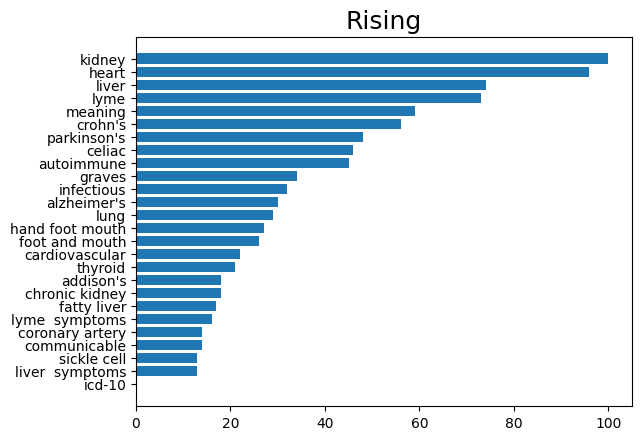 Rising
kidney
heart
liver
lyme
meaning
crohn's
parkinson's
celiac
autoimmune
graves
infectious
alzheimer's
lung
hand foot mouth
foot and mouth
cardiovascular
thyroid
addison's
chronic kidney
fatty liver
lyme  symptoms
coronary artery
communicable
sickle cell
liver  symptoms
icd-10
0 20 40 60 80 100